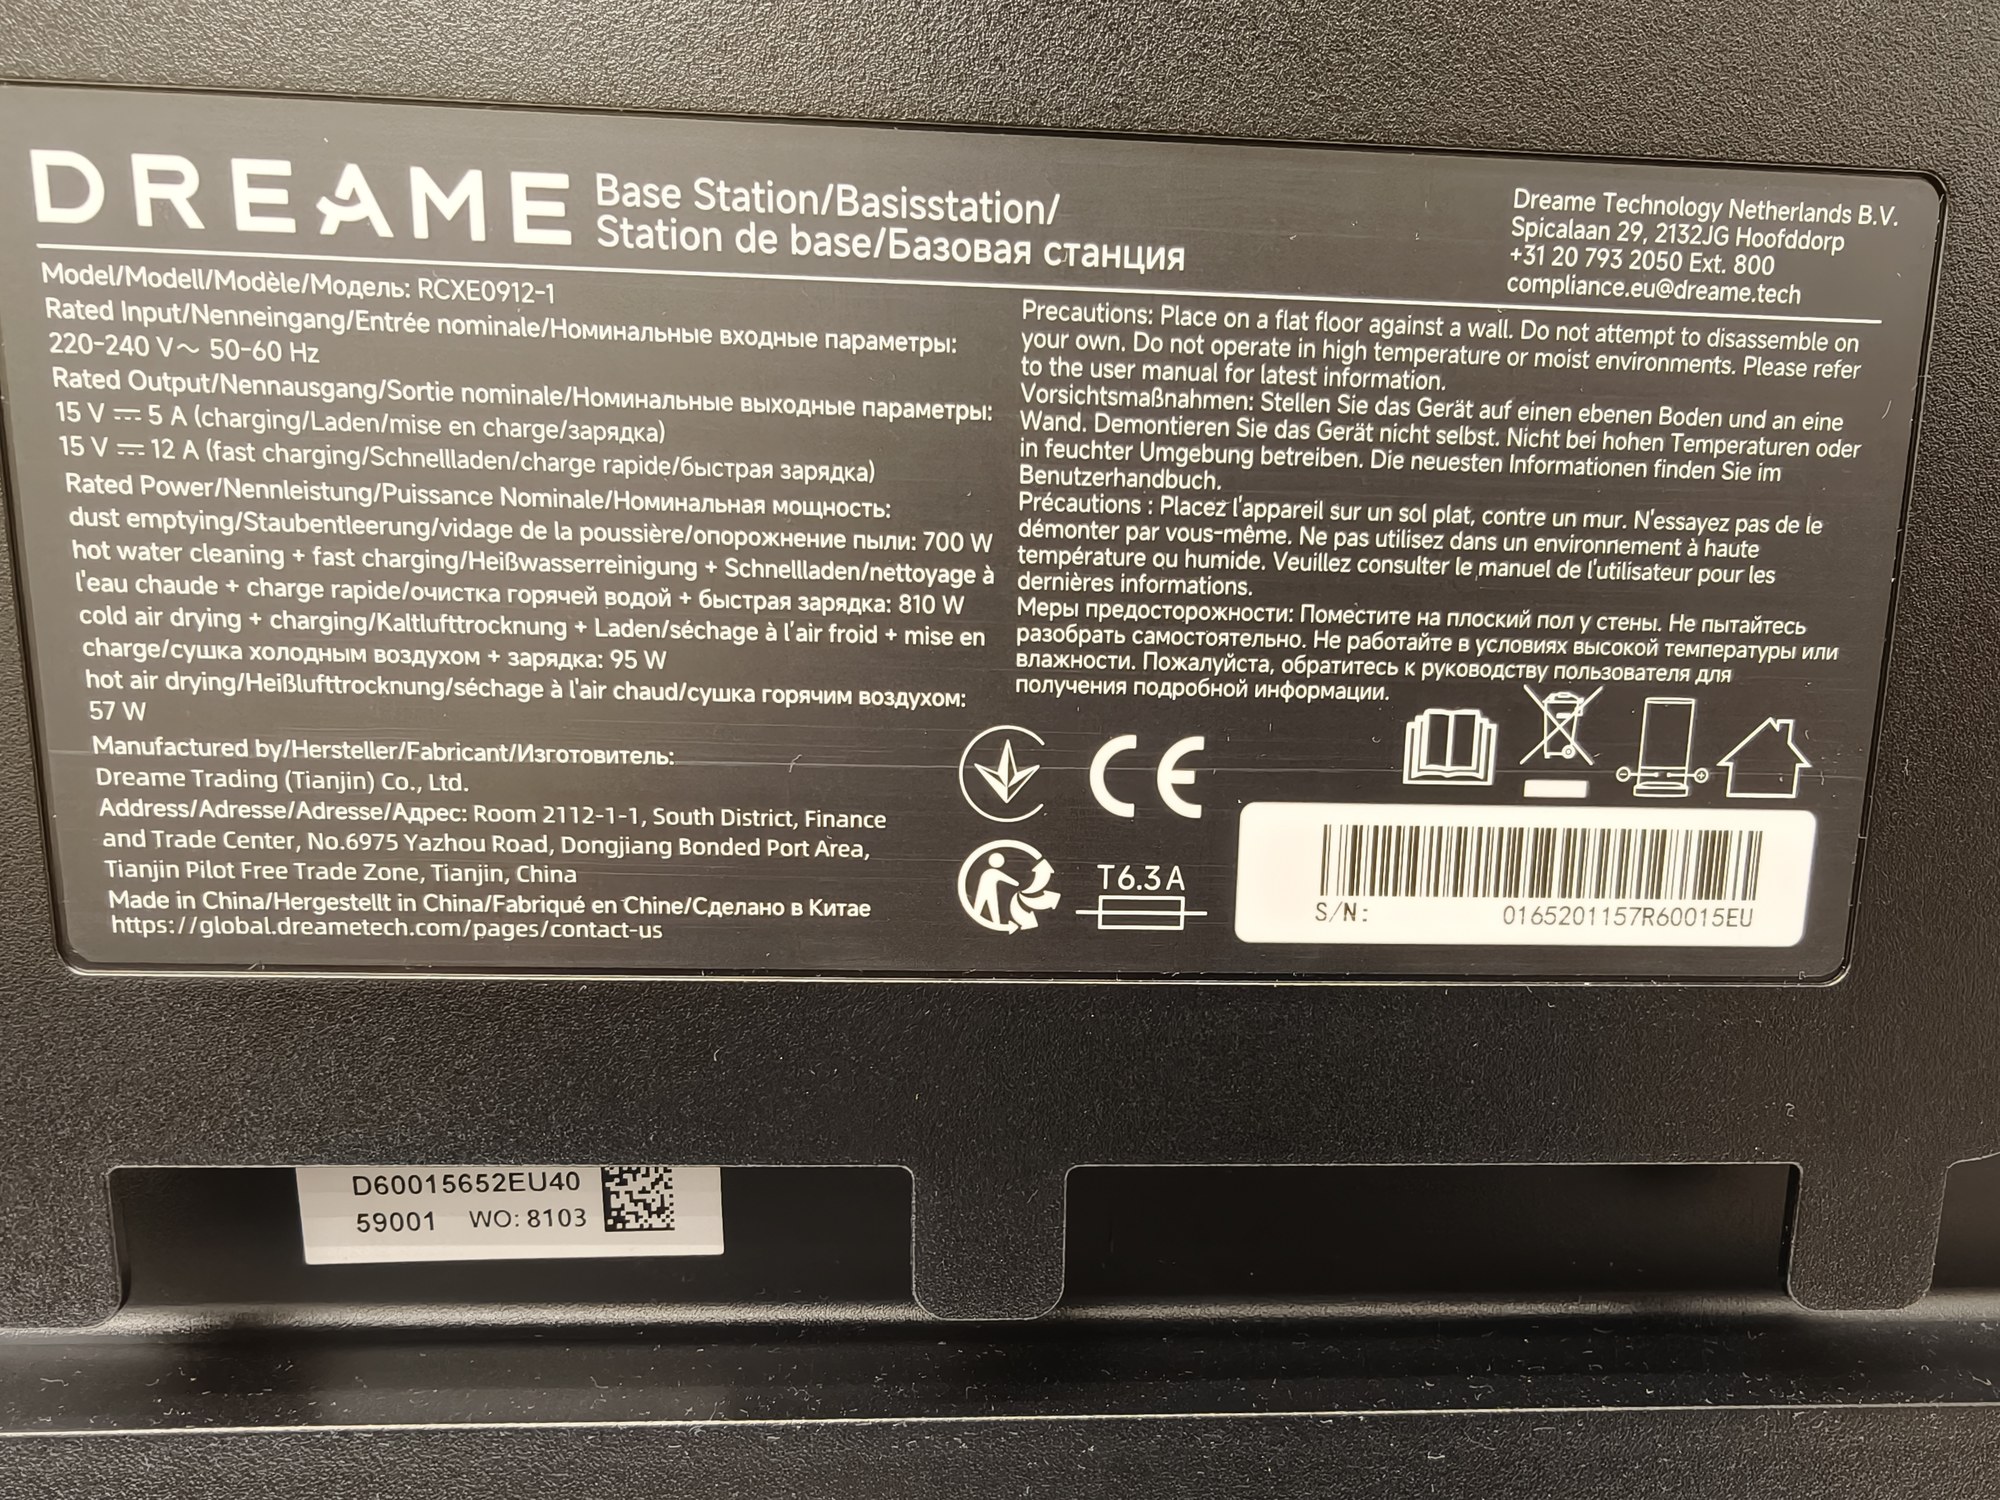 DREAME
Base Station/Basisstation/
Station de base/Базовая станция
Dreame Technology Netherlands B.V.
Spicalaan 29, 2132JG Hoofddorp
+31 20 793 2050 Ext. 800
compliance.eu@dreame.tech
Model/Modell/Modèle/Модель: RCXE0912-1
Rated Input/Nenneingang/Entrée nominale/Номинальные входные параметры:
220-240 V~ 50-60 Hz
Rated Output/Nennausgang/Sortie nominale/Номинальные выходные параметры:
15 V ⎓ 5 A (charging/Laden/mise en charge/зарядка)
15 V ⎓ 12 A (fast charging/Schnellladen/charge rapide/быстрая зарядка)
Rated Power/Nennleistung/Puissance Nominale/Номинальная мощность:
dust emptying/Staubentleerung/vidage de la poussière/опорожнение пыли: 700 W
hot water cleaning + fast charging/Heißwasserreinigung + Schnellladen/nettoyage à
l'eau chaude + charge rapide/очистка горячей водой + быстрая зарядка: 810 W
cold air drying + charging/Kaltlufttrocknung + Laden/séchage à l'air froid + mise en
charge/сушка холодным воздухом + зарядка: 95 W
hot air drying/Heißlufttrocknung/séchage à l'air chaud/сушка горячим воздухом:
57 W
Manufactured by/Hersteller/Fabricant/Изготовитель:
Dreame Trading (Tianjin) Co., Ltd.
Address/Adresse/Adresse/Адрес: Room 2112-1-1, South District, Finance
and Trade Center, No.6975 Yazhou Road, Dongjiang Bonded Port Area,
Tianjin Pilot Free Trade Zone, Tianjin, China
Made in China/Hergestellt in China/Fabriqué en Chine/Сделано в Китае
https://global.dreametech.com/pages/contact-us
Precautions: Place on a flat floor against a wall. Do not attempt to disassemble on
your own. Do not operate in high temperature or moist environments. Please refer
to the user manual for latest information.
Vorsichtsmaßnahmen: Stellen Sie das Gerät auf einen ebenen Boden und an eine
Wand. Demontieren Sie das Gerät nicht selbst. Nicht bei hohen Temperaturen oder
in feuchter Umgebung betreiben. Die neuesten Informationen finden Sie im
Benutzerhandbuch.
Précautions : Placez l'appareil sur un sol plat, contre un mur. N'essayez pas de le
démonter par vous-même. Ne pas utilisez dans un environnement à haute
température ou humide. Veuillez consulter le manuel de l'utilisateur pour les
dernières informations.
Меры предосторожности: Поместите на плоский пол у стены. Не пытайтесь
разобрать самостоятельно. Не работайте в условиях высокой температуры или
влажности. Пожалуйста, обратитесь к руководству пользователя для
получения подробной информации.
CE
T6.3A
S/N: 0165201157R60015EU
D60015652EU40
59001 WO: 8103